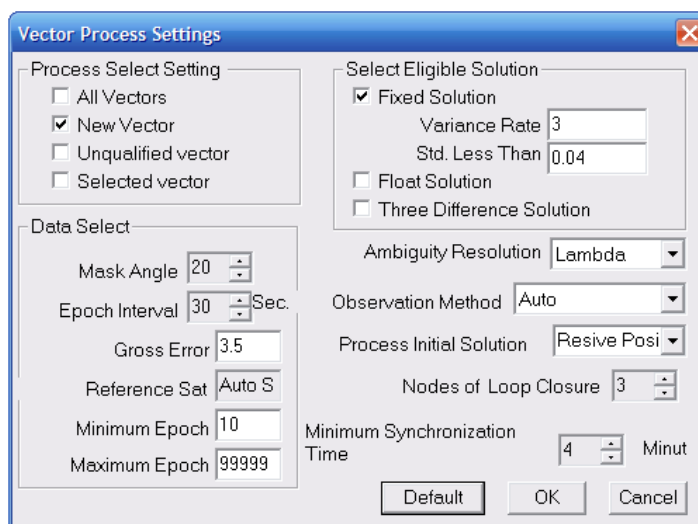 Vector Process Settings
Process Select Setting
All Vectors
New Vector
Unqualified vector
Selected vector
Data Select
Mask Angle 20
Epoch Interval 30 Sec.
Gross Error 3.5
Reference Sat Auto S
Minimum Epoch 10
Maximum Epoch 99999
Select Eligible Solution
Fixed Solution
Variance Rate 3
Std. Less Than 0.04
Float Solution
Three Difference Solution
Ambiguity Resolution Lambda
Observation Method Auto
Process Initial Solution Resive Posi
Nodes of Loop Closure 3
Minimum Synchronization
Time 4 Minut
Default OK Cancel